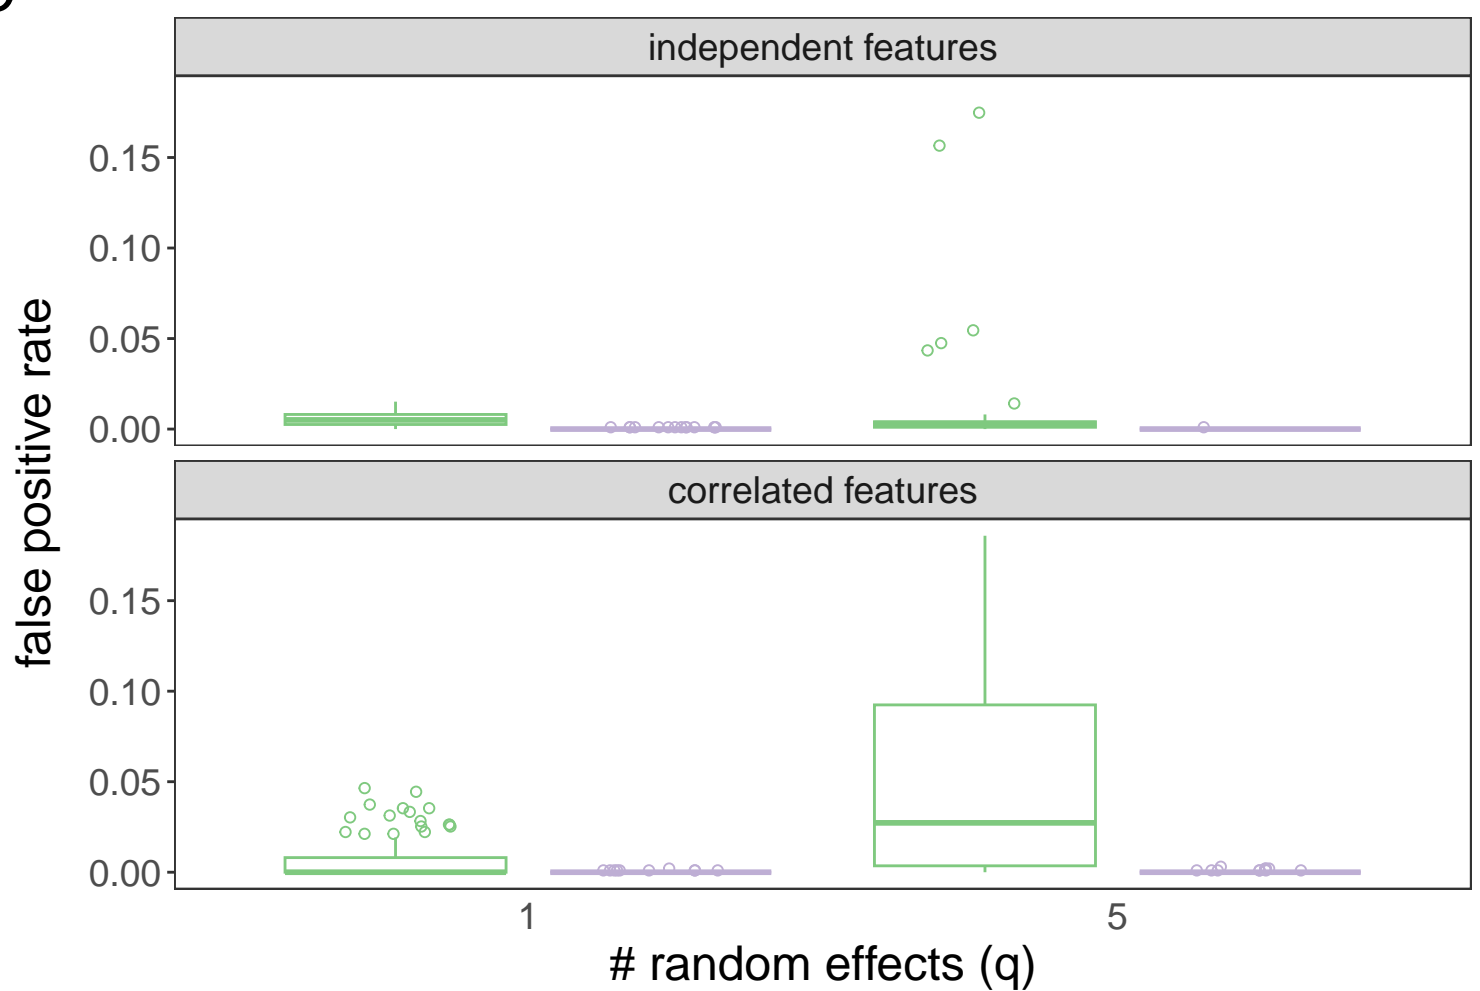 independent features
0.15
0.10
0.05
0.00
correlated features
0.15
0.10
0.05
0.00
false positive rate
1
5
# random effects (q)